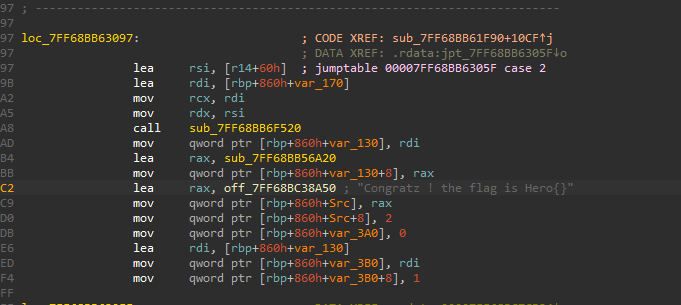 97 ; ---------------------------------------------------------------------------
97
97 loc_7FF68BB63097: ; CODE XREF: sub_7FF68BB61F90+10CF↑j
97 ; DATA XREF: .rdata:jpt_7FF68BB6305F↓o
97 lea rsi, [r14+60h] ; jumptable 00007FF68BB6305F case 2
9B lea rdi, [rbp+860h+var_170]
A2 mov rcx, rdi
A5 mov rdx, rsi
A8 call sub_7FF68BB6F520
AD mov qword ptr [rbp+860h+var_130], rdi
B4 lea rax, sub_7FF68BB56A20
BB mov qword ptr [rbp+860h+var_130+8], rax
C2 lea rax, off_7FF68BC38A50 ; "Congratz ! the flag is Hero{}"
C9 mov qword ptr [rbp+860h+Src], rax
D0 mov qword ptr [rbp+860h+Src+8], 2
DB mov qword ptr [rbp+860h+var_3A0], 0
E6 lea rdi, [rbp+860h+var_130]
ED mov qword ptr [rbp+860h+var_3B0], rdi
F4 mov qword ptr [rbp+860h+var_3B0+8], 1
FF